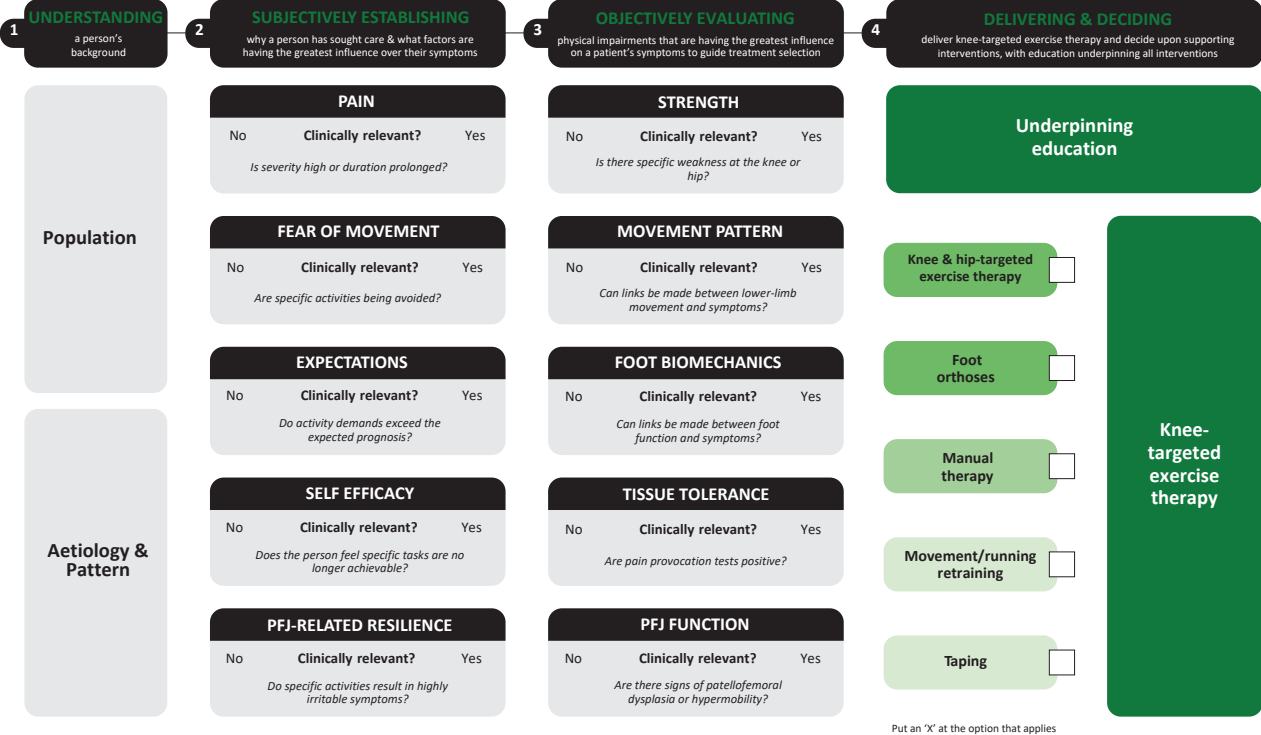 1
UNDERSTANDING
a person's
background
2
SUBJECTIVELY ESTABLISHING
why a person has sought care & what factors are
having the greatest influence over their symptoms
3
OBJECTIVELY EVALUATING
physical impairments that are having the greatest influence
on a patient's symptoms to guide treatment selection
4
DELIVERING & DECIDING
deliver knee-targeted exercise therapy and decide upon supporting
interventions, with education underpinning all interventions
Population
Aetiology &
Pattern
PAIN
No Clinically relevant? Yes
Is severity high or duration prolonged?
FEAR OF MOVEMENT
No Clinically relevant? Yes
Are specific activities being avoided?
EXPECTATIONS
No Clinically relevant? Yes
Do activity demands exceed the
expected prognosis?
SELF EFFICACY
No Clinically relevant? Yes
Does the person feel specific tasks are no
longer achievable?
PFJ-RELATED RESILIENCE
No Clinically relevant? Yes
Do specific activities result in highly
irritable symptoms?
STRENGTH
No Clinically relevant? Yes
Is there specific weakness at the knee or
hip?
MOVEMENT PATTERN
No Clinically relevant? Yes
Can links be made between lower-limb
movement and symptoms?
FOOT BIOMECHANICS
No Clinically relevant? Yes
Can links be made between foot
function and symptoms?
TISSUE TOLERANCE
No Clinically relevant? Yes
Are pain provocation tests positive?
PFJ FUNCTION
No Clinically relevant? Yes
Are there signs of patellofemoral
dysplasia or hypermobility?
Underpinning
education
Knee & hip-targeted
exercise therapy
Foot
orthoses
Manual
therapy
Movement/running
retraining
Taping
Put an 'X' at the option that applies
Knee-
targeted
exercise
therapy